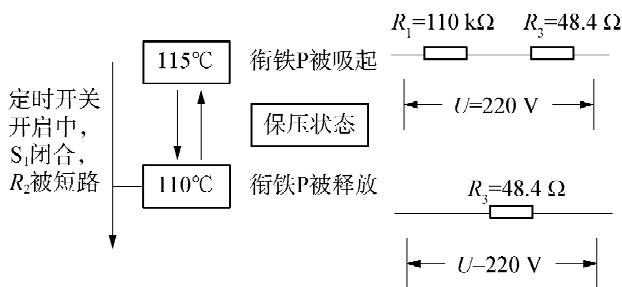 定时开关
开启中，
S₁闭合，
R₂被短路
115℃ 衔铁P被吸起
保压状态
110℃ 衔铁P被释放
R₁=110 kΩ R₃=48.4 Ω
U=220 V
R₃=48.4 Ω
U–220 V